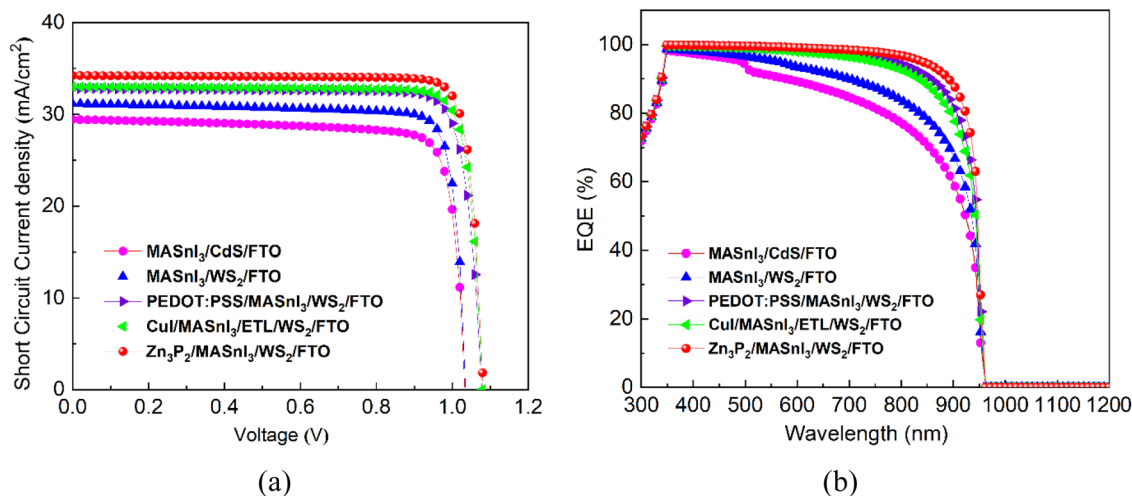 40
30
20
10
0
Short Circuit Current density (mA/cm²)
MASnI₃/CdS/FTO
MASnI₃/WS₂/FTO
PEDOT:PSS/MASnI₃/WS₂/FTO
CuI/MASnI₃/ETL/WS₂/FTO
Zn₃P₂/MASnI₃/WS₂/FTO
0.0 0.2 0.4 0.6 0.8 1.0 1.2
Voltage (V)
(a)
100
80
60
40
20
0
EQE (%)
MASnI₃/CdS/FTO
MASnI₃/WS₂/FTO
PEDOT:PSS/MASnI₃/WS₂/FTO
CuI/MASnI₃/ETL/WS₂/FTO
Zn₃P₂/MASnI₃/WS₂/FTO
300 400 500 600 700 800 900 1000 1100 1200
Wavelength (nm)
(b)